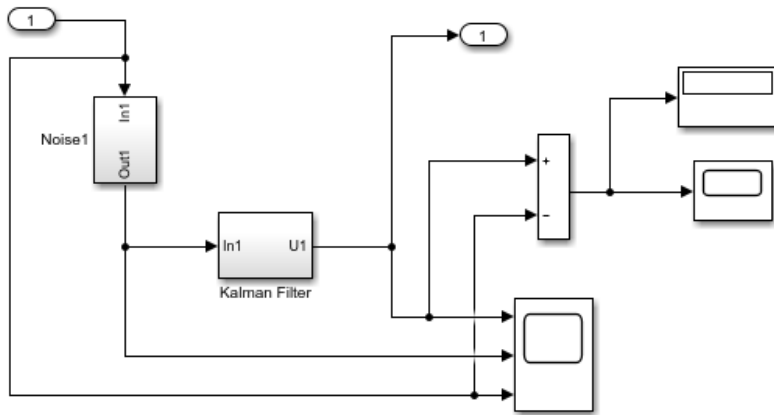 1
1
In1
Noise1
Out1
+
−
In1 U1
Kalman Filter